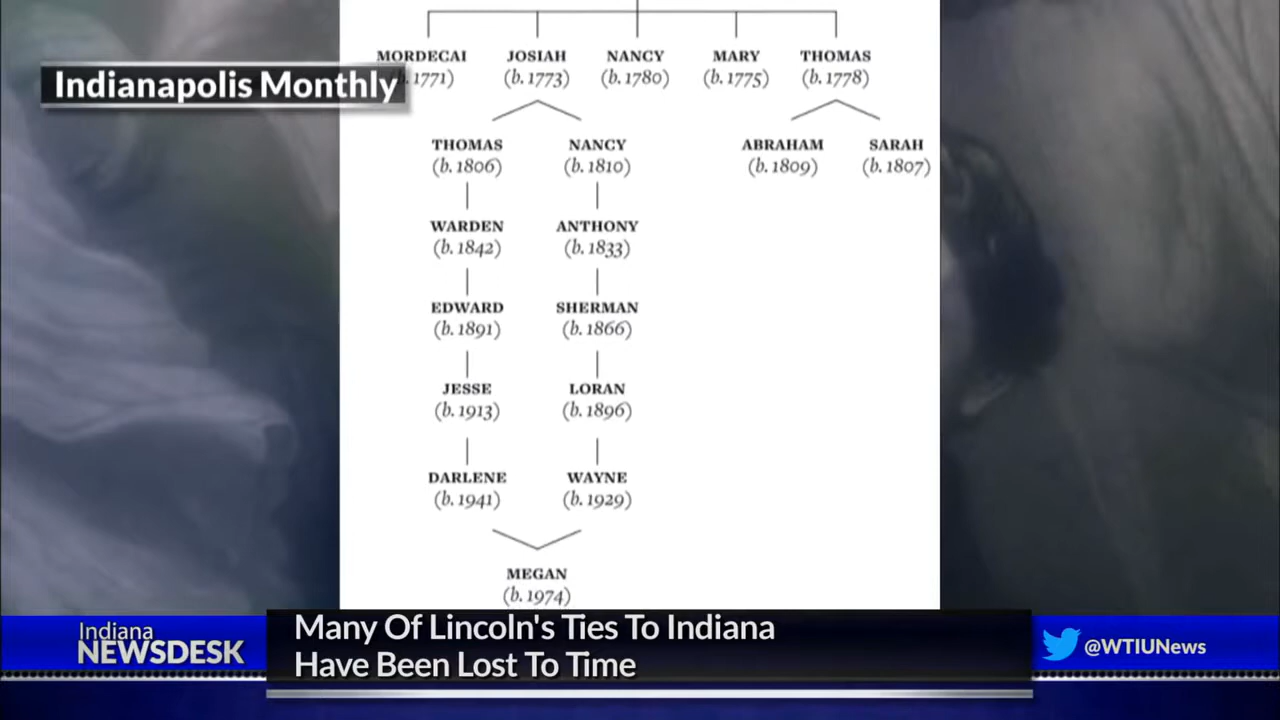 MORDECAI JOSIAH NANCY MARY THOMAS
. 1771) (b. 1773) (b. 1780) (b. 1775) (b. 1778)
Indianapolis Monthly
THOMAS NANCY ABRAHAM SARAH
(b. 1806) (b. 1810) (b. 1809) (b. 1807)
WARDEN ANTHONY
(b. 1842) (b. 1833)
EDWARD SHERMAN
(b. 1891) (b. 1866)
JESSE LORAN
(b. 1913) (b. 1896)
DARLENE WAYNE
(b. 1941) (b. 1929)
MEGAN
(b. 1974)
Indiana
NEWSDESK
Many Of Lincoln's Ties To Indiana
Have Been Lost To Time
@WTIUNews